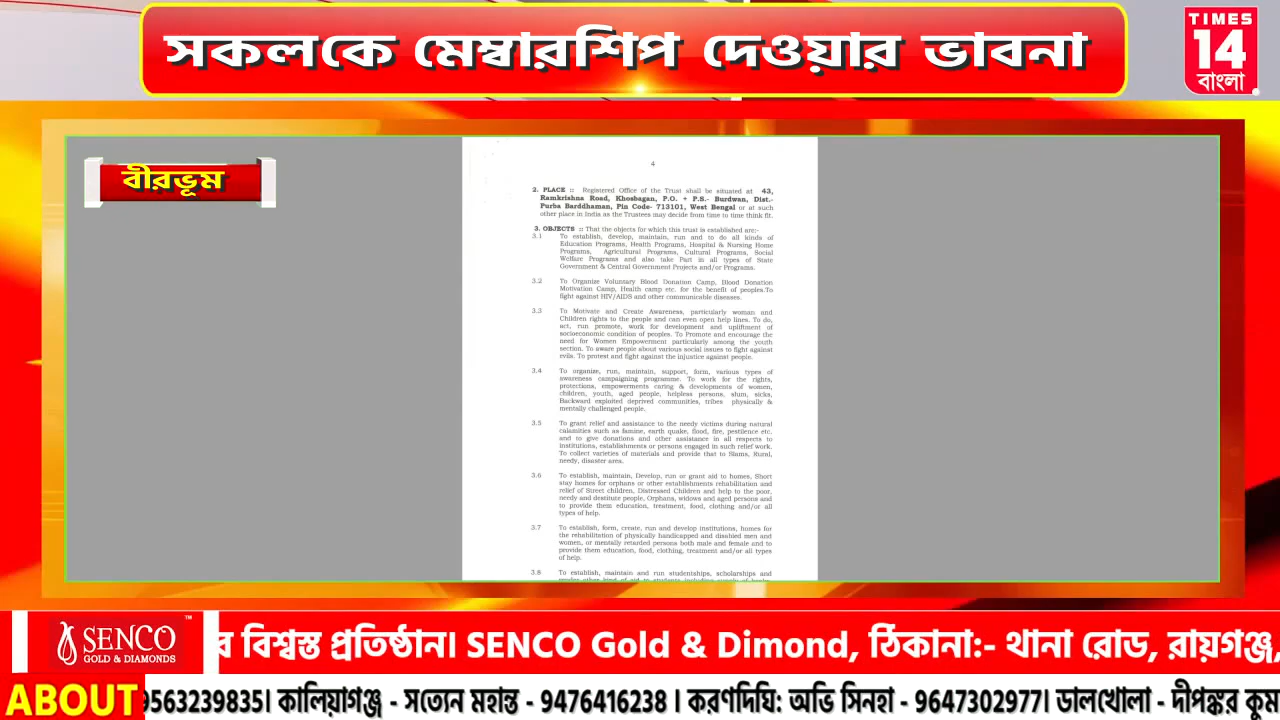 সকলকে মেম্বারশিপ দেওয়ার ভাবনা
TIMES
14
বাংলা
বীরভূম
4
2. PLACE :: Registered Office of the Trust shall be situated at 43,
Ramkrishna Road, Khosbagan, P.O. + P.S.- Burdwan, Dist.-
Purba Barddhaman, Pin Code- 713101, West Bengal or at such
other place in India as the Trustees may decide from time to time think fit.
3. OBJECTS :: That the objects for which this trust is established are:-
3.1 To establish, develop, maintain, run and to do all kinds of
Education Programs, Health Programs, Hospital & Nursing Home
Programs, Agricultural Programs, Cultural Programs, Social
Welfare Programs and also take Part in all types of State
Government & Central Government Projects and/or Programs.
3.2 To Organize Voluntary Blood Donation Camp, Blood Donation
Motivation Camp, Health camp etc. for the benefit of peoples.To
fight against HIV/AIDS and other communicable diseases.
3.3 To Motivate and Create Awareness, particularly woman and
Children rights to the people and can even open help lines. To do,
act, run promote, work for development and upliftment of
socioeconomic condition of peoples. To Promote and encourage the
need for Women Empowerment particularly among the youth
section. To aware people about various social issues to fight against
evils. To protest and fight against the injustice against people.
3.4 To organize, run, maintain, support, form, various types of
awareness campaigning programme. To work for the rights,
protections, empowerments caring & developments of women,
children, youth, aged people, helpless persons, slum, sicks,
Backward exploited deprived communities, tribes physically &
mentally challenged people.
3.5 To grant relief and assistance to the needy victims during natural
calamities such as famine, earth quake, flood, fire, pestilence etc.
and to give donations and other assistance in all respects to
institutions, establishments or persons engaged in such relief work.
To collect varieties of materials and provide that to Slams, Rural,
needy, disaster area.
3.6 To establish, maintain, Develop, run or grant aid to homes, Short
stay homes for orphans or other establishments rehabilitation and
relief of Street children, Distressed Children and help to the poor,
needy and destitute people, Orphans, widows and aged persons and
to provide them education, treatment, food, clothing and/or all
types of help.
3.7 To establish, form, create, run and develop institutions, homes for
the rehabilitation of physically handicapped and disabled men and
women, or mentally retarded persons both male and female and to
provide them education, food, clothing, treatment and/or all types
of help.
3.8 To establish, maintain and run studentships, scholarships and
SENCO
GOLD & DIAMONDS
™
বিশ্বস্ত প্রতিষ্ঠান। SENCO Gold & Dimond, ঠিকানা:- থানা রোড, রায়গঞ্জ,
ABOUT
9563239835। কালিয়াগঞ্জ - সত্যেন মহান্ত - 9476416238 । করণদিঘি: অভি সিনহা - 9647302977। ডালখোলা - দীপঙ্কর কুম